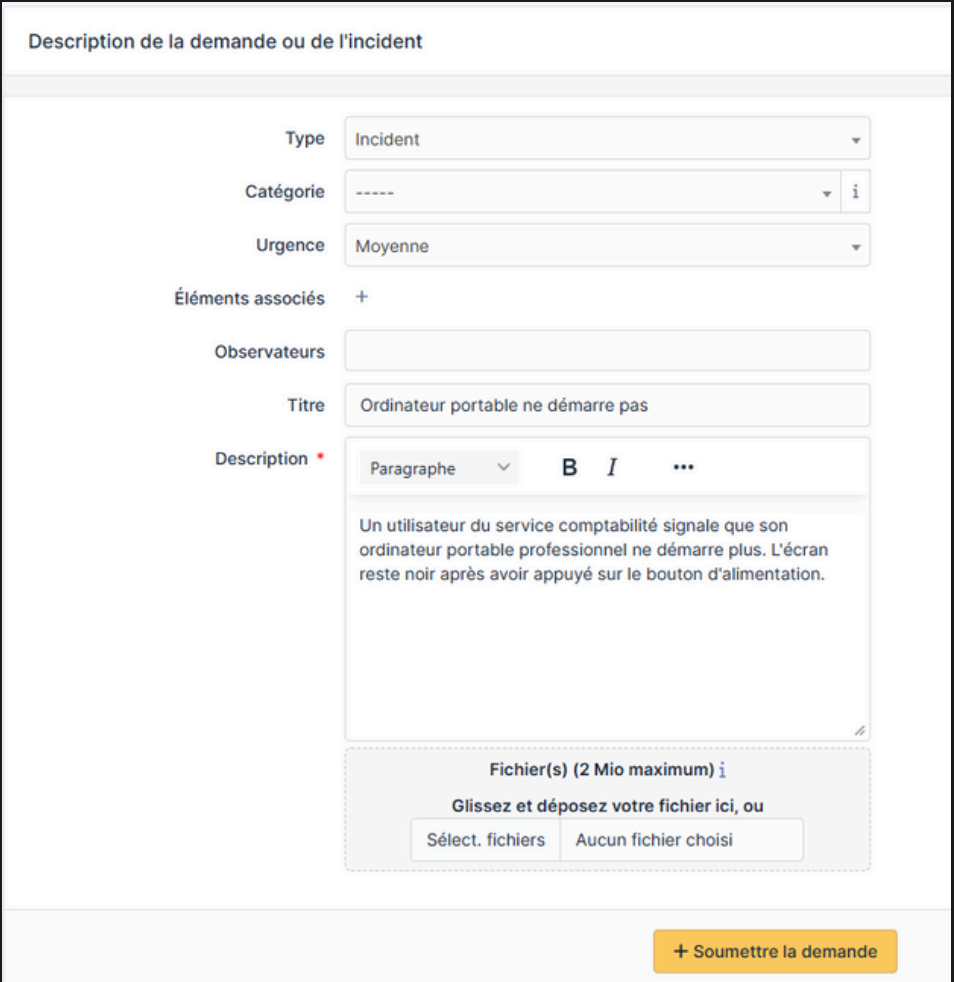 Description de la demande ou de l'incident
Type
Incident
Catégorie
-----
i
Urgence
Moyenne
Éléments associés
+
Observateurs
Titre
Ordinateur portable ne démarre pas
Description *
Paragraphe
B
I
•••
Un utilisateur du service comptabilité signale que son
ordinateur portable professionnel ne démarre plus. L'écran
reste noir après avoir appuyé sur le bouton d'alimentation.
Fichier(s) (2 Mio maximum) i
Glissez et déposez votre fichier ici, ou
Sélect. fichiers
Aucun fichier choisi
+ Soumettre la demande